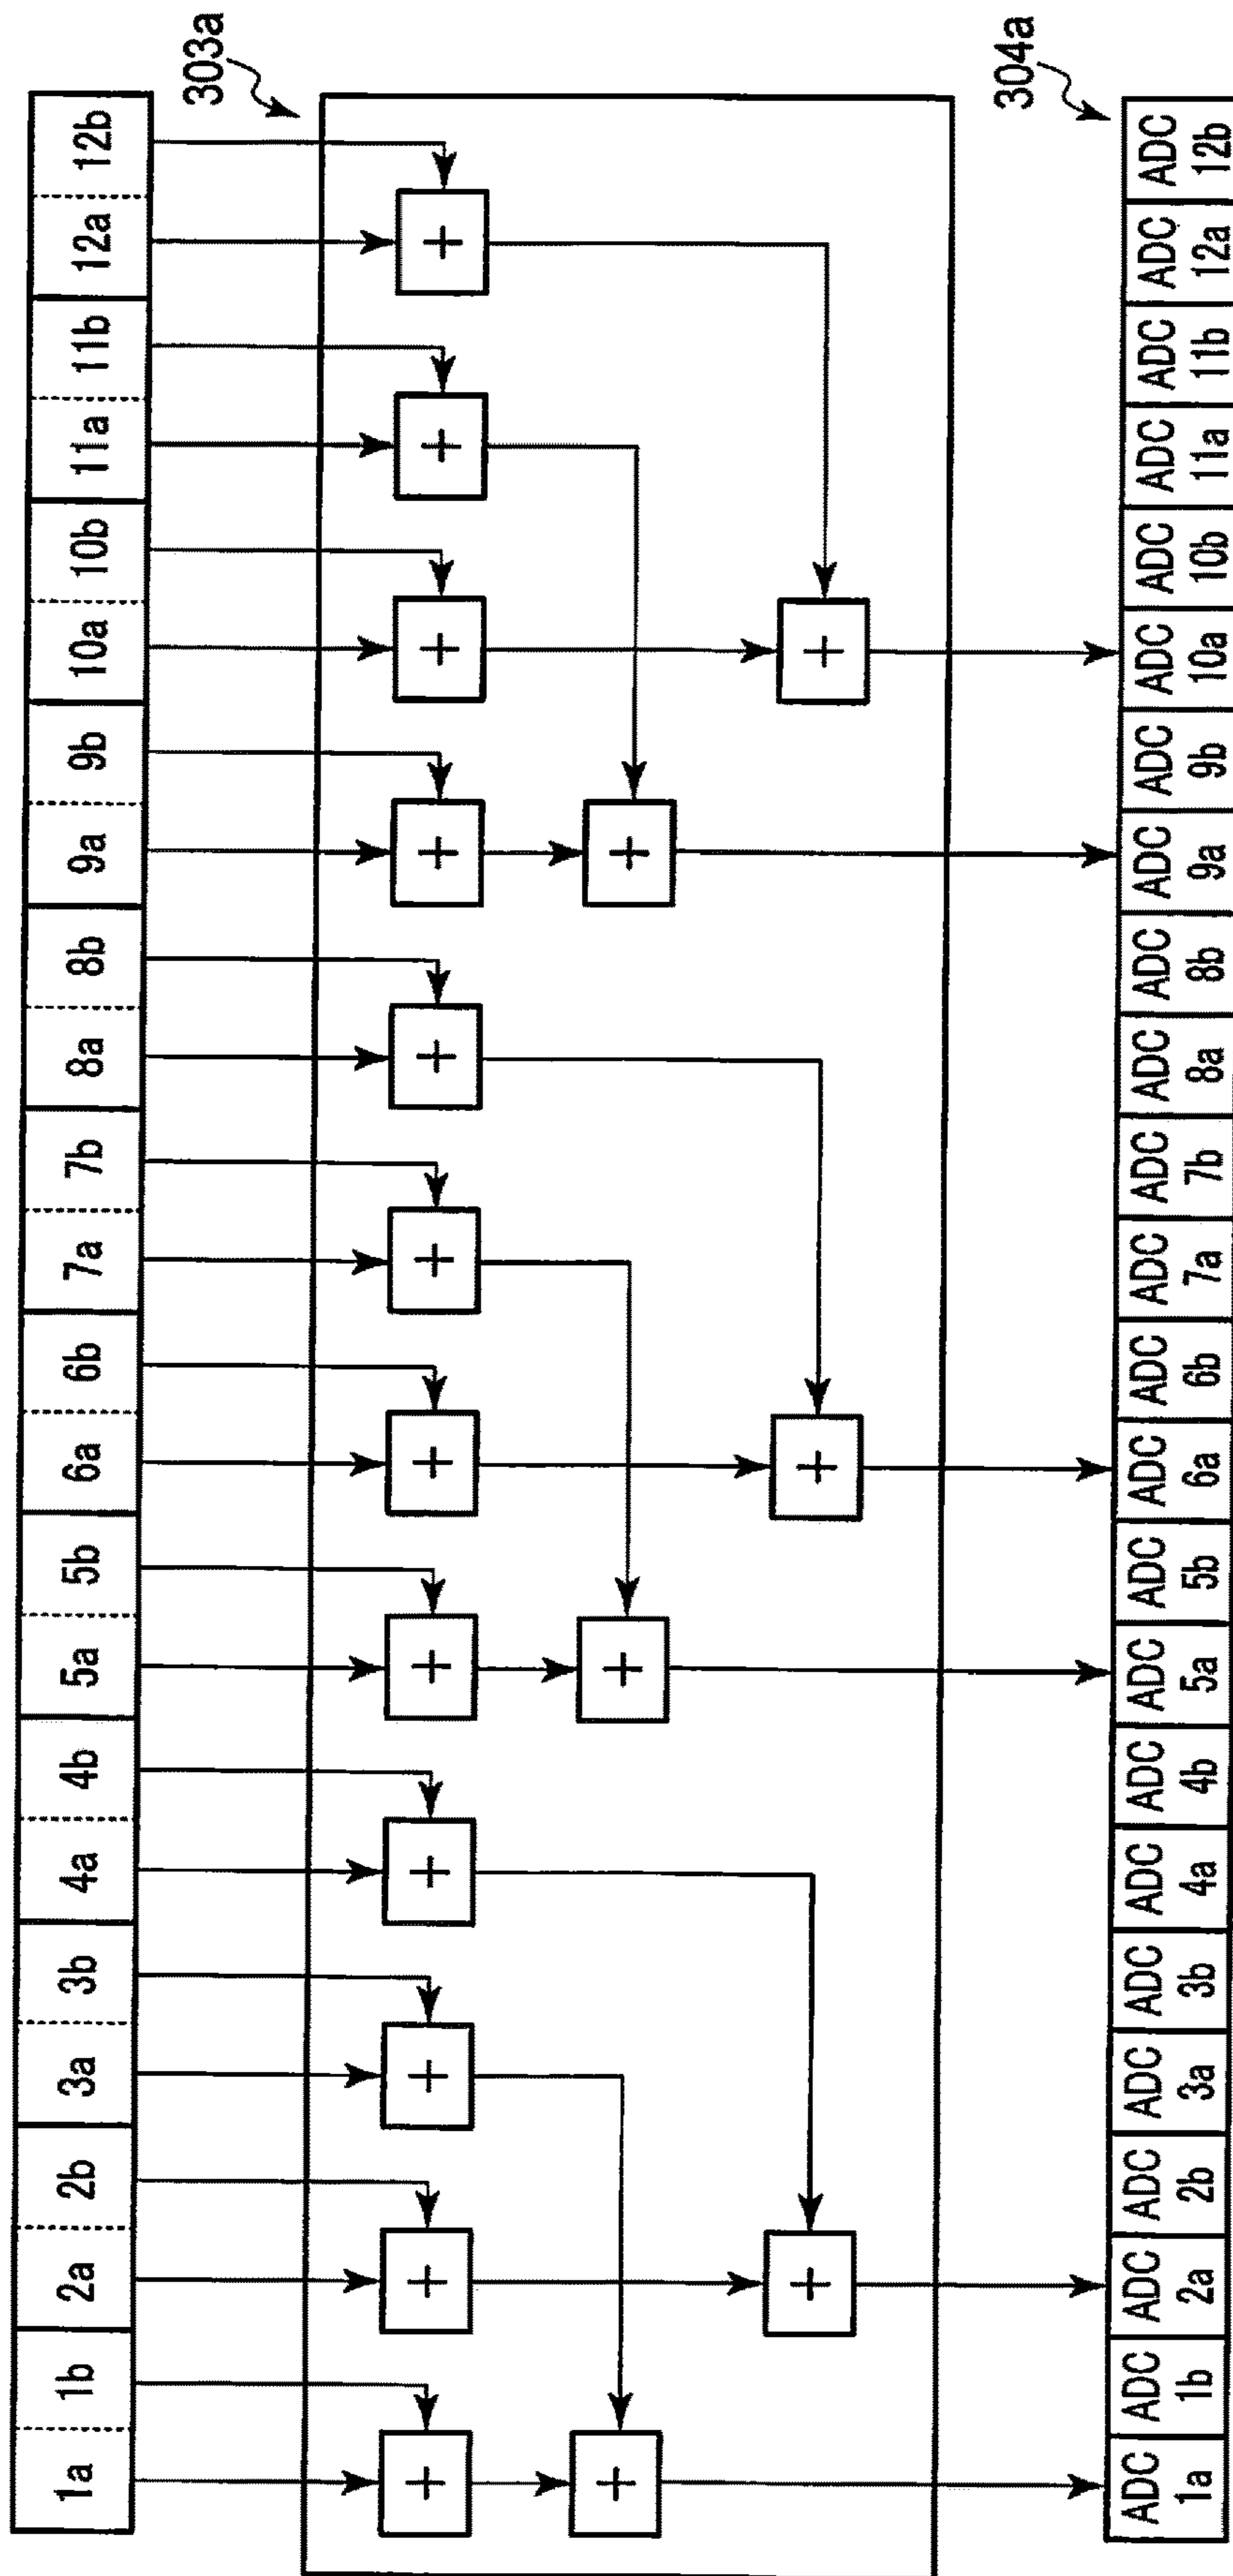 1a 1b 2a 2b 3a 3b 4a 4b 5a 5b 6a 6b 7a 7b 8a 8b 9a 9b 10a 10b 11a 11b 12a 12b
303a
+ + + + + + + + + + + +
+ + +
+ + +
304a
ADC ADC ADC ADC ADC ADC ADC ADC ADC ADC ADC ADC ADC ADC ADC ADC ADC ADC ADC ADC ADC ADC ADC ADC
1a 1b 2a 2b 3a 3b 4a 4b 5a 5b 6a 6b 7a 7b 8a 8b 9a 9b 10a 10b 11a 11b 12a 12b